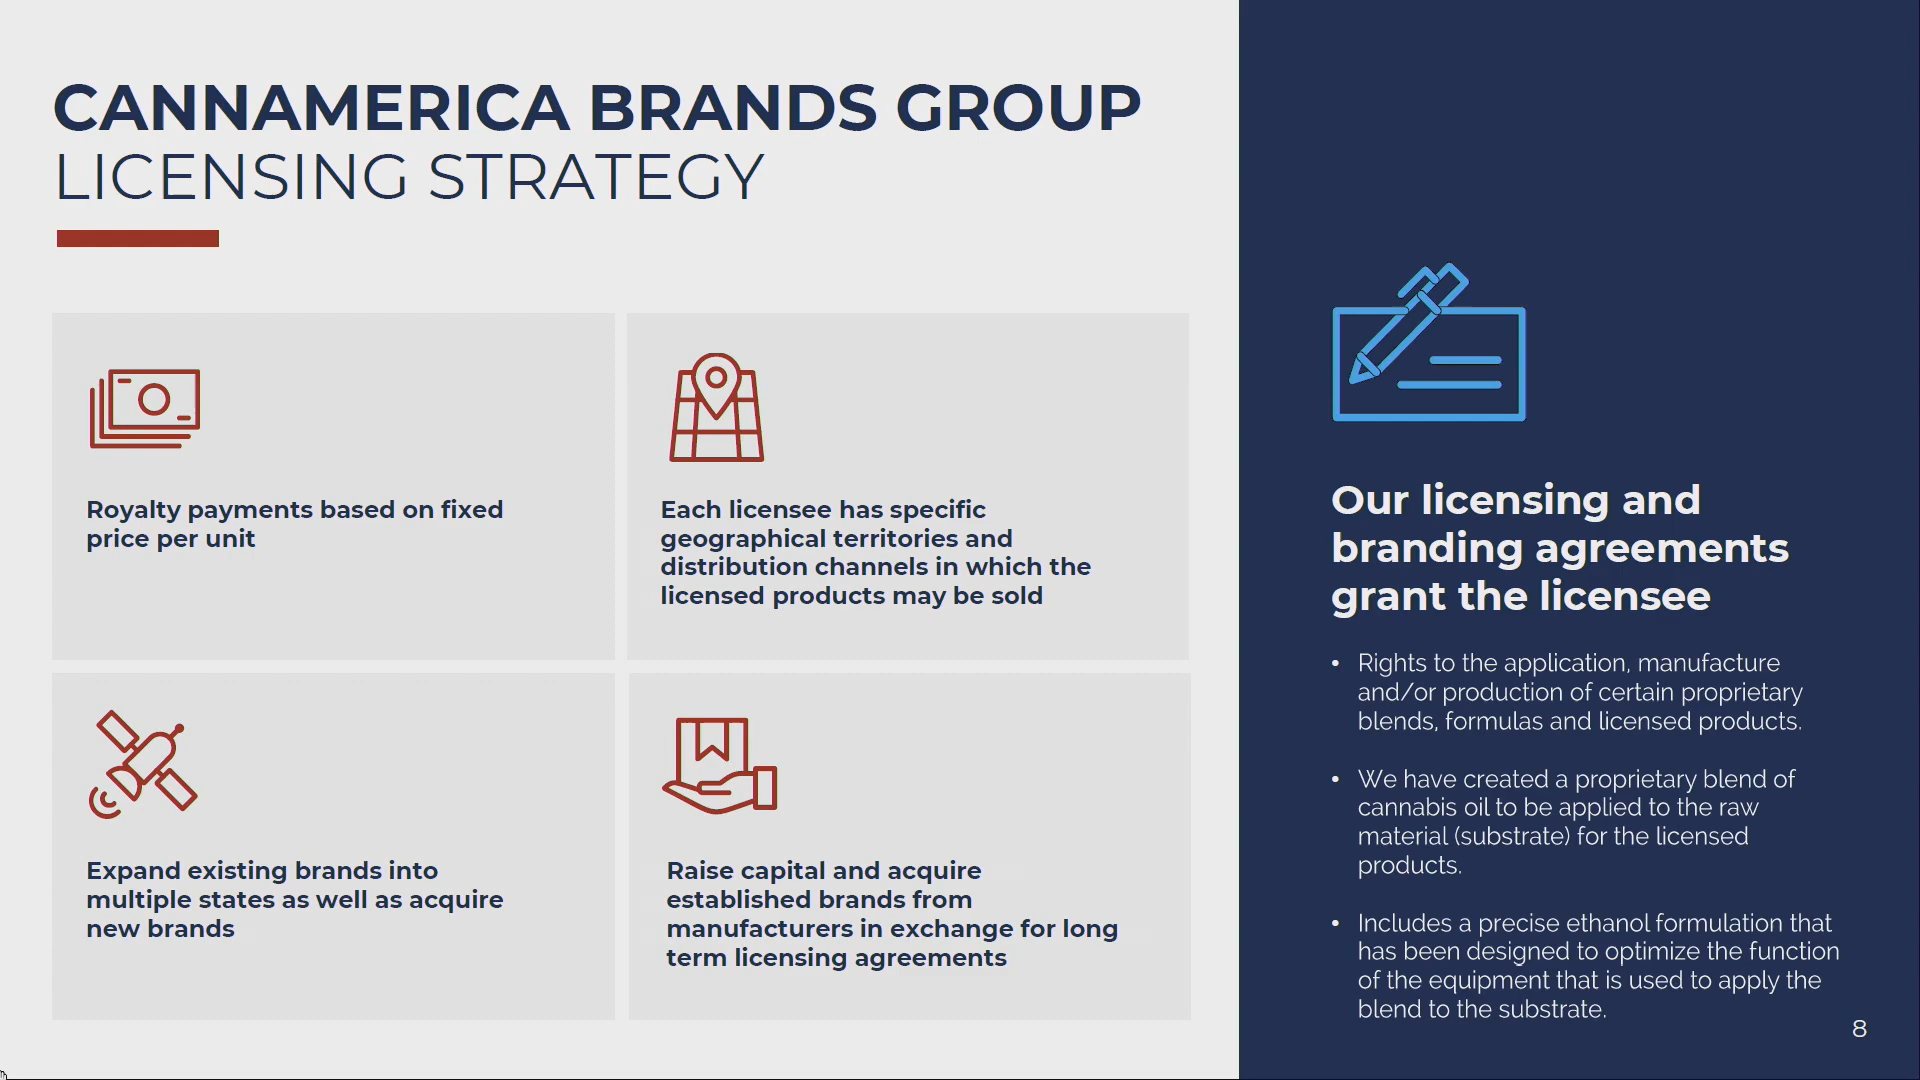 CANNAMERICA BRANDS GROUP
LICENSING STRATEGY
Royalty payments based on fixed
price per unit
Each licensee has specific
geographical territories and
distribution channels in which the
licensed products may be sold
Expand existing brands into
multiple states as well as acquire
new brands
Raise capital and acquire
established brands from
manufacturers in exchange for long
term licensing agreements
Our licensing and
branding agreements
grant the licensee
• Rights to the application, manufacture
and/or production of certain proprietary
blends, formulas and licensed products.
• We have created a proprietary blend of
cannabis oil to be applied to the raw
material (substrate) for the licensed
products.
• Includes a precise ethanol formulation that
has been designed to optimize the function
of the equipment that is used to apply the
blend to the substrate.
8